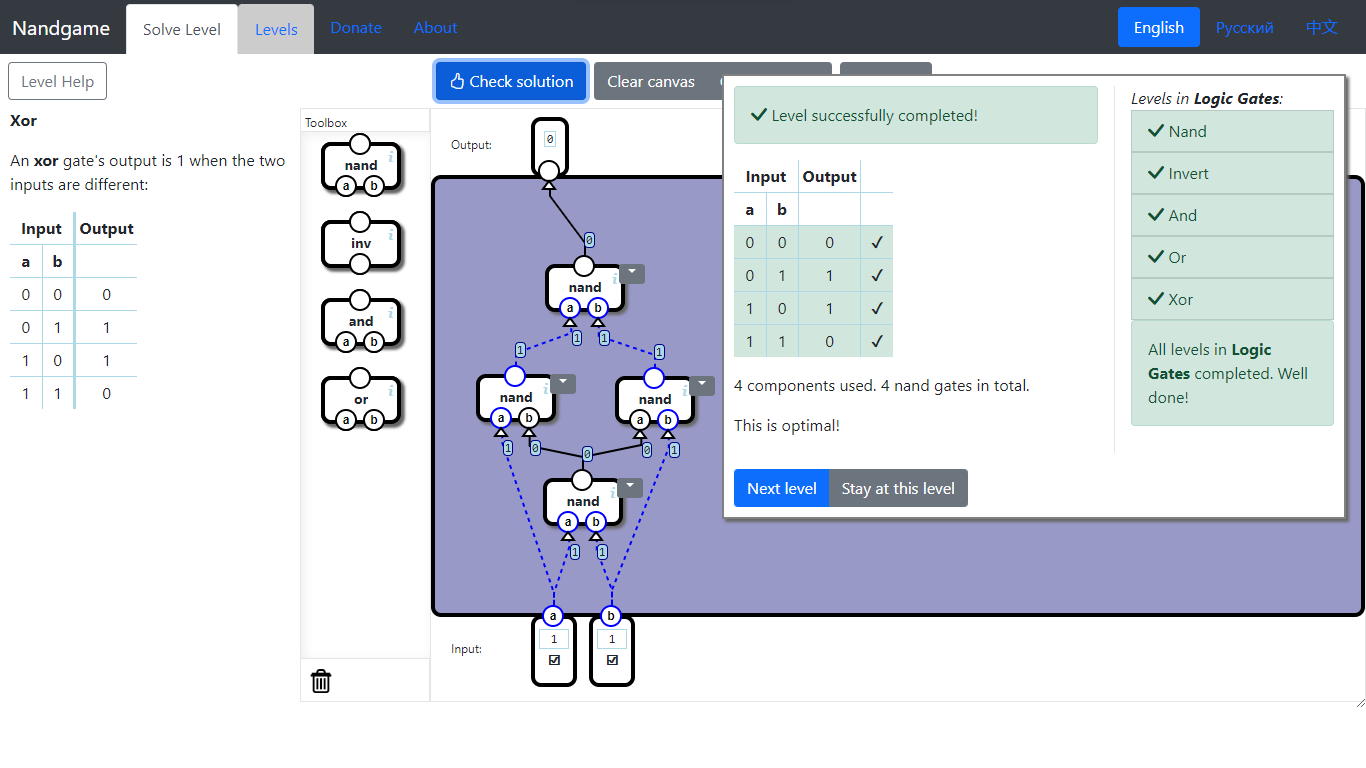 Nandgame Solve Level Levels Donate About English Русский 中文
Level Help
Check solution Clear canvas
Xor
An xor gate's output is 1 when the two
inputs are different:
Input Output
a b
0 0 0
0 1 1
1 0 1
1 1 0
Toolbox
nand
a b
inv
and
a b
or
a b
Output:
0
0
nand
a b
1 1
1 1
nand
a b
nand
a b
1 0 0 0 1
nand
a b
1 1
a b
Input:
1 1
Level successfully completed!
Input Output
a b
0 0 0 ✓
0 1 1 ✓
1 0 1 ✓
1 1 0 ✓
4 components used. 4 nand gates in total.
This is optimal!
Next level Stay at this level
Levels in Logic Gates:
Nand
Invert
And
Or
Xor
All levels in Logic
Gates completed. Well
done!